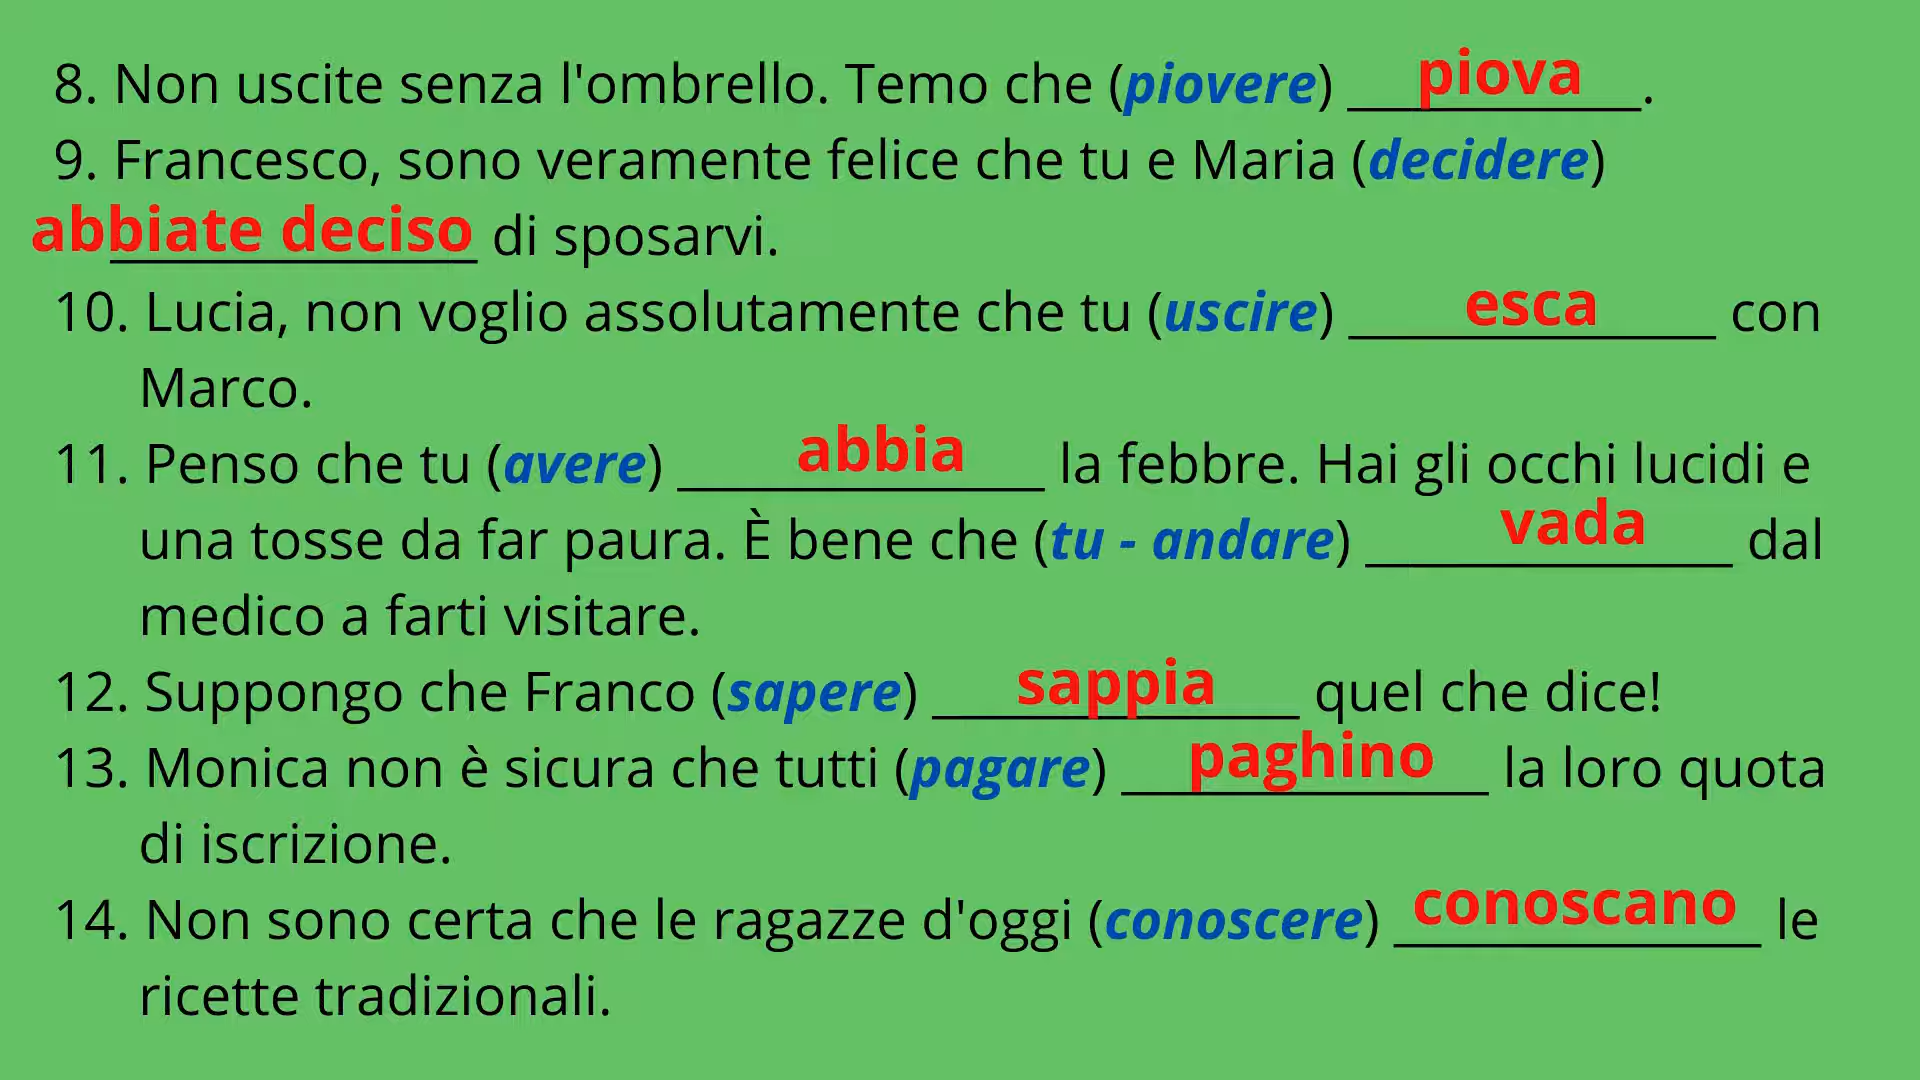 8. Non uscite senza l'ombrello. Temo che (piovere) piova.
9. Francesco, sono veramente felice che tu e Maria (decidere)
abbiate deciso di sposarvi.
10. Lucia, non voglio assolutamente che tu (uscire) esca con
Marco.
11. Penso che tu (avere) abbia la febbre. Hai gli occhi lucidi e
una tosse da far paura. È bene che (tu - andare) vada dal
medico a farti visitare.
12. Suppongo che Franco (sapere) sappia quel che dice!
13. Monica non è sicura che tutti (pagare) paghino la loro quota
di iscrizione.
14. Non sono certa che le ragazze d'oggi (conoscere) conoscano le
ricette tradizionali.